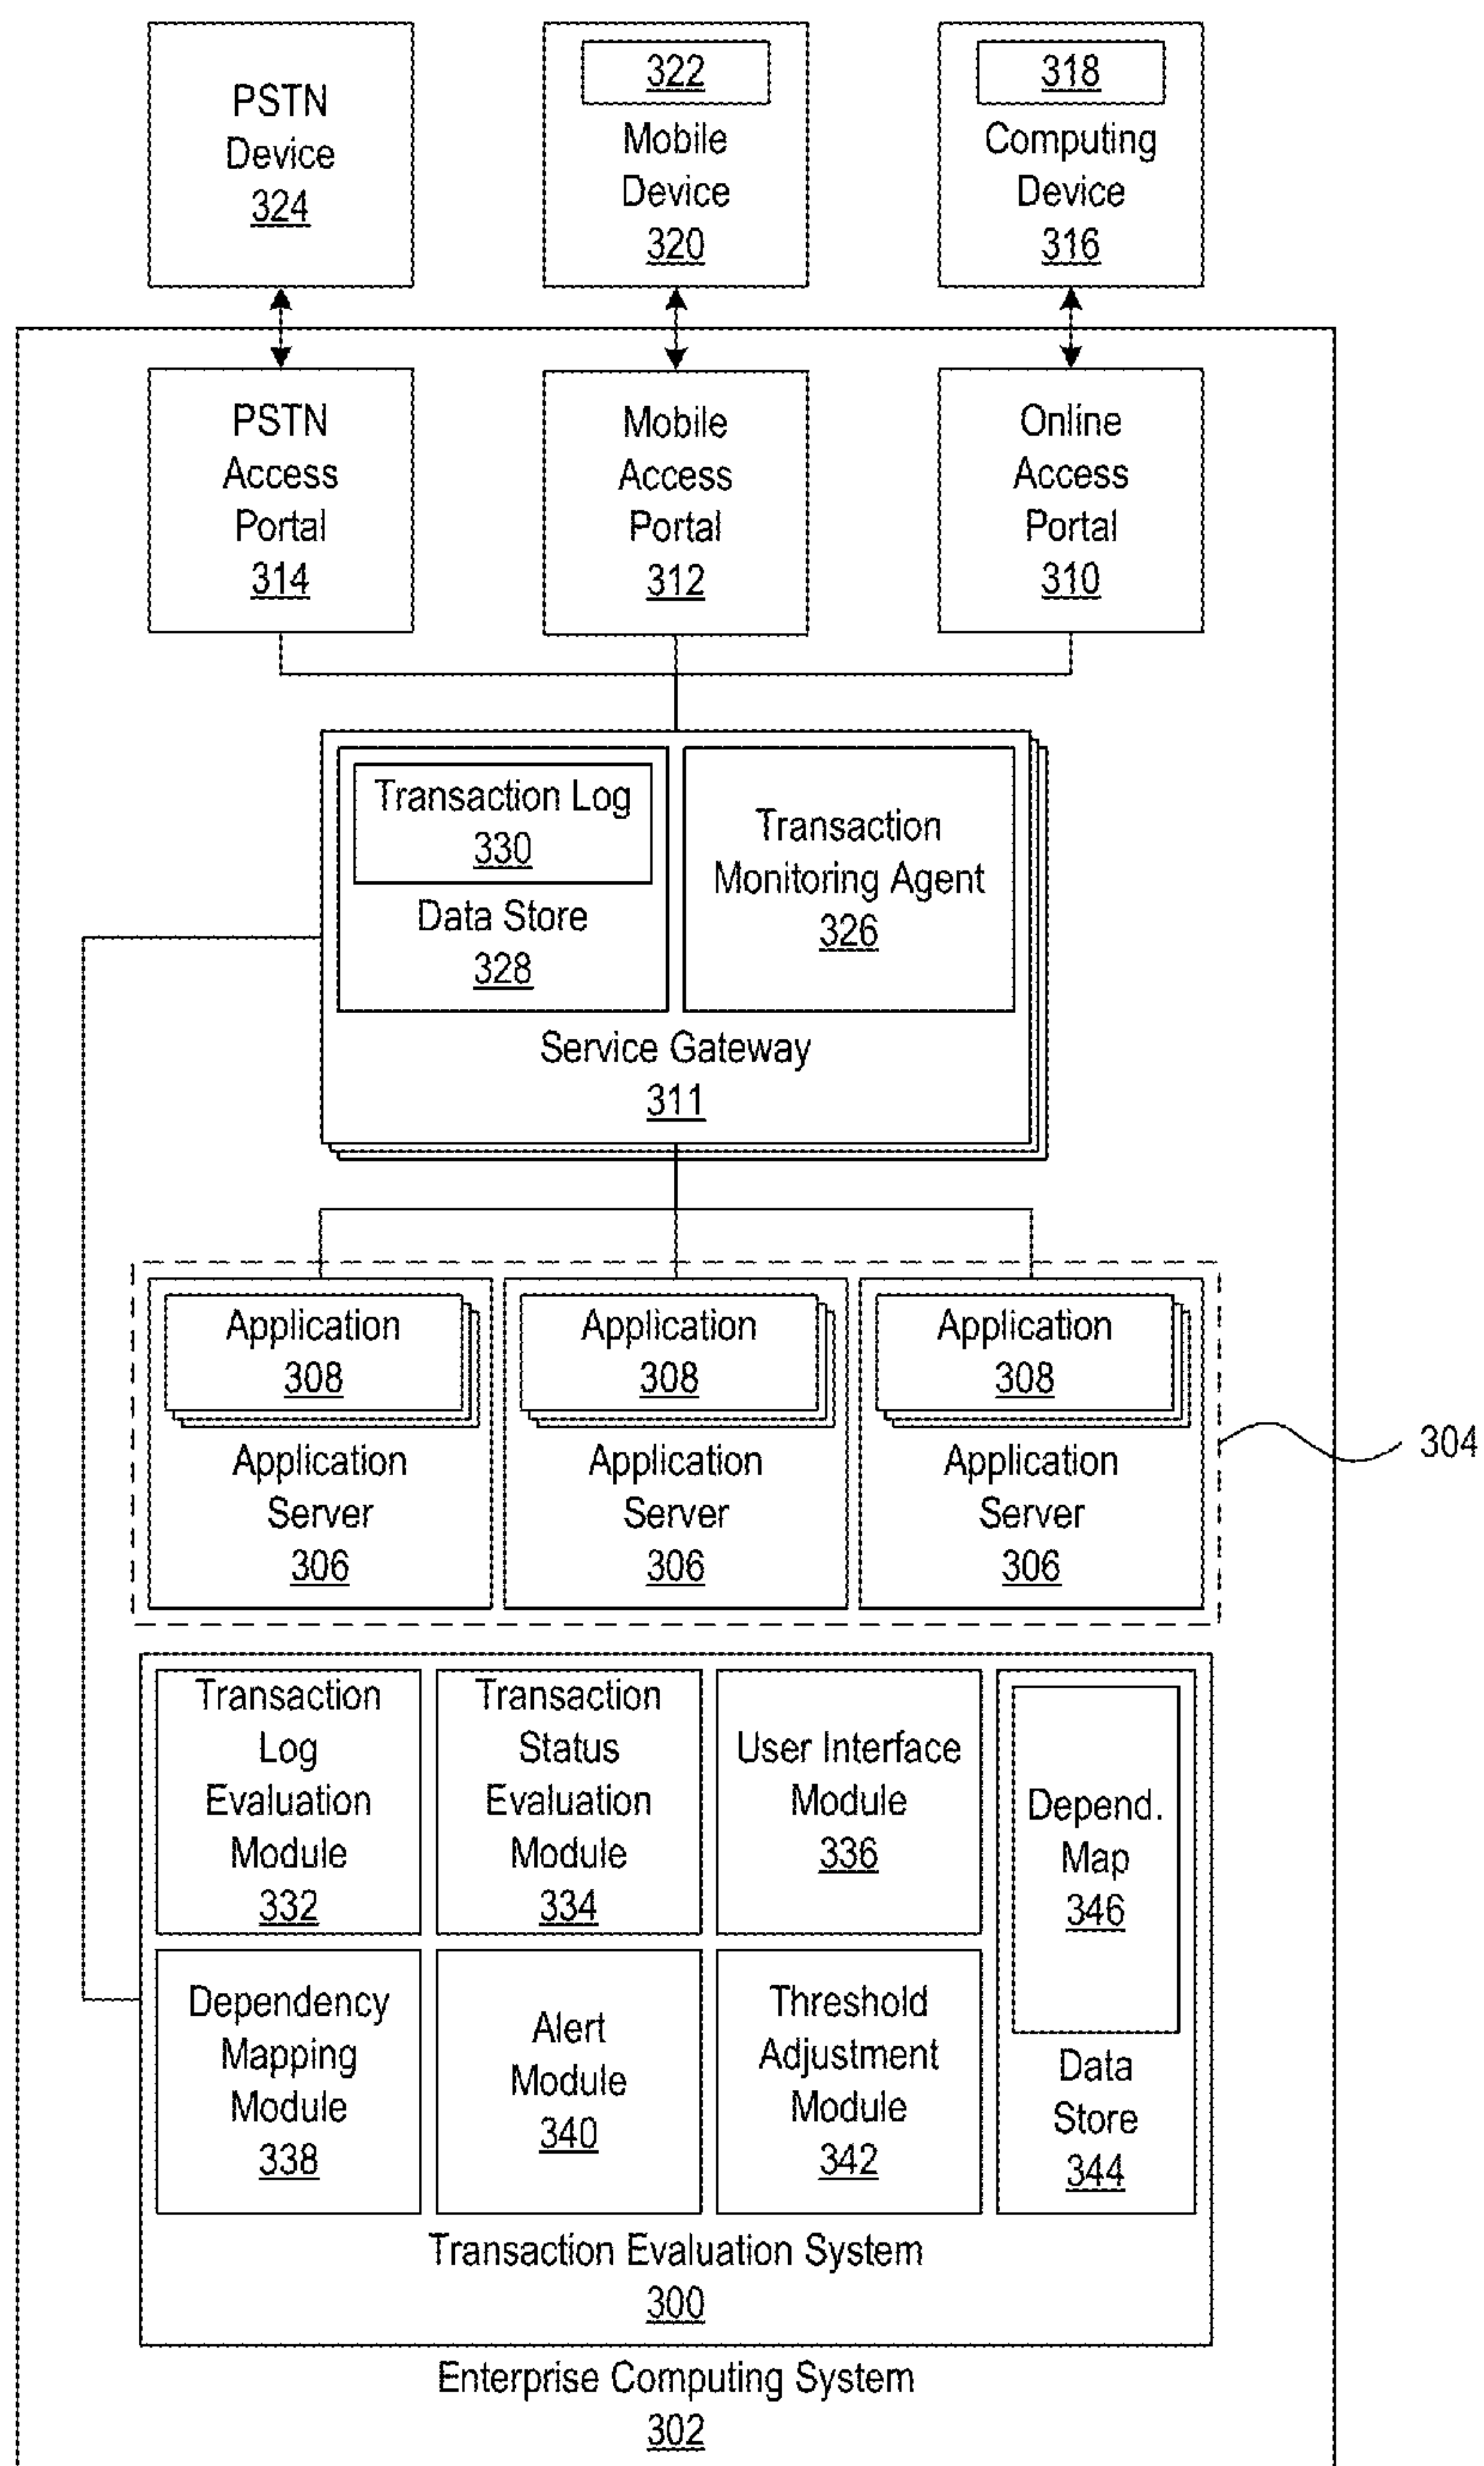 PSTN
Device
324
322
Mobile
Device
320
318
Computing
Device
316
PSTN
Access
Portal
314
Mobile
Access
Portal
312
Online
Access
Portal
310
Transaction Log
330
Data Store
328
Transaction
Monitoring Agent
326
Service Gateway
311
Application
308
Application
Server
306
Application
308
Application
Server
306
Application
308
Application
Server
306
304
Transaction
Log
Evaluation
Module
332
Transaction
Status
Evaluation
Module
334
User Interface
Module
336
Depend.
Map
346
Data
Store
344
Dependency
Mapping
Module
338
Alert
Module
340
Threshold
Adjustment
Module
342
Transaction Evaluation System
300
Enterprise Computing System
302